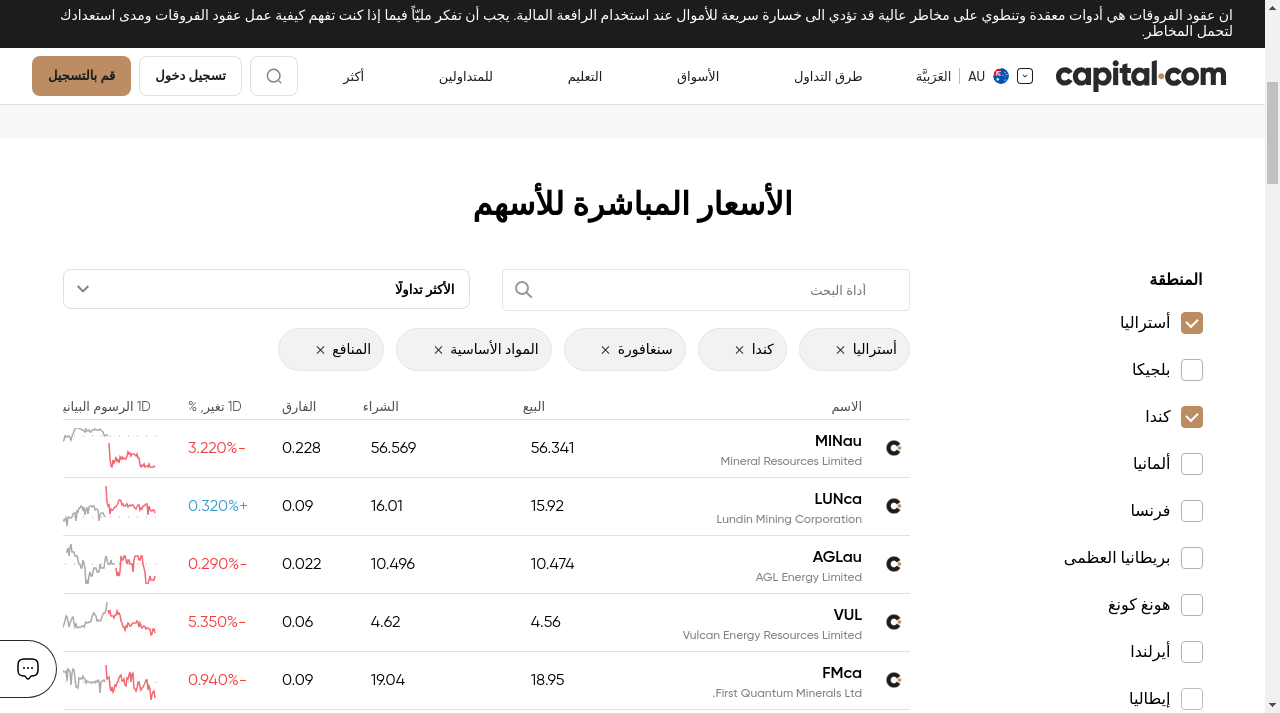 ان عقود الفروقات هي أدوات معقدة وتنطوي على مخاطر عالية قد تؤدي الى خسارة سريعة للأموال عند استخدام الرافعة المالية. يجب أن تفكر مليّاً فيما إذا كنت تفهم كيفية عمل عقود الفروقات ومدى استعدادك
لتحمل المخاطر.
capital.com
AU العَرَبيَّة
طرق التداول
الأسواق
التعليم
للمتداولين
أكثر
تسجيل دخول
قم بالتسجيل
الأسعار المباشرة للأسهم
المنطقة
أستراليا
بلجيكا
كندا
ألمانيا
فرنسا
بريطانيا العظمى
هونغ كونغ
أيرلندا
إيطاليا
أداة البحث
الأكثر تداولًا
أستراليا ×
كندا ×
سنغافورة ×
المواد الأساسية ×
المنافع ×
الاسم البيع الشراء الفارق 1D تغير, % 1D الرسوم البياني
MINau 56.341 56.569 0.228 3.220%-
Mineral Resources Limited
LUNca 15.92 16.01 0.09 0.320%+
Lundin Mining Corporation
AGLau 10.474 10.496 0.022 0.290%-
AGL Energy Limited
VUL 4.56 4.62 0.06 5.350%-
Vulcan Energy Resources Limited
FMca 18.95 19.04 0.09 0.940%-
.First Quantum Minerals Ltd